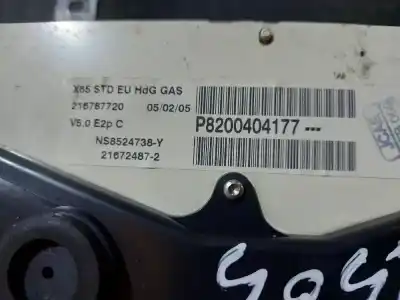 X85 STD EU HdG GAS
216787720 05/02/05
V5.0 E2p C P8200404177---
NS8524738-Y
21672487-2